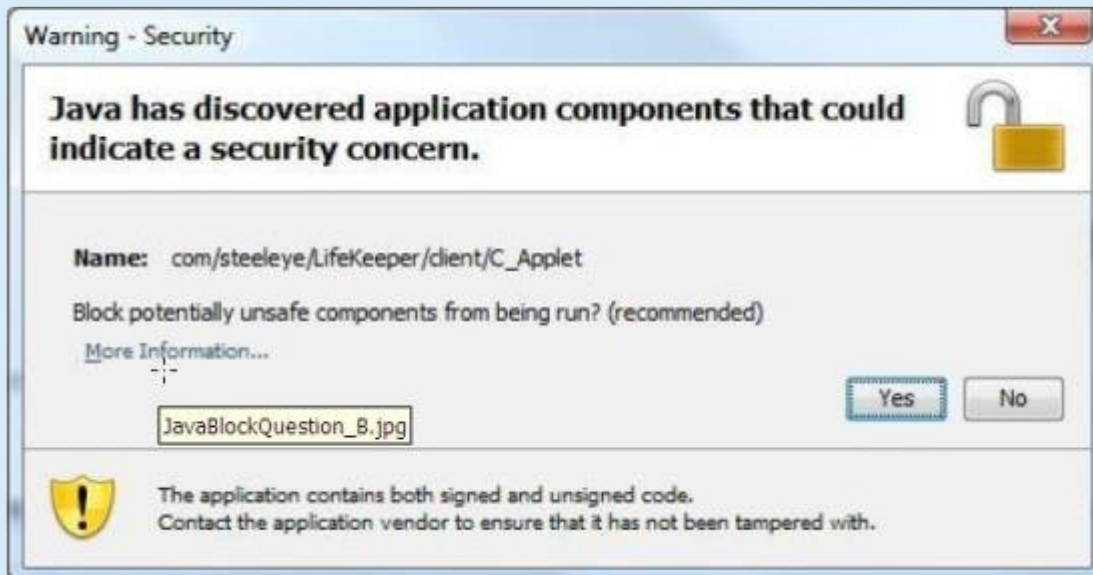 Warning - Security
Java has discovered application components that could
indicate a security concern.
Name: com/steeleye/LifeKeeper/client/C_Applet
Block potentially unsafe components from being run? (recommended)
More Information...
Yes No
JavaBlockQuestion_B.jpg
The application contains both signed and unsigned code.
Contact the application vendor to ensure that it has not been tampered with.